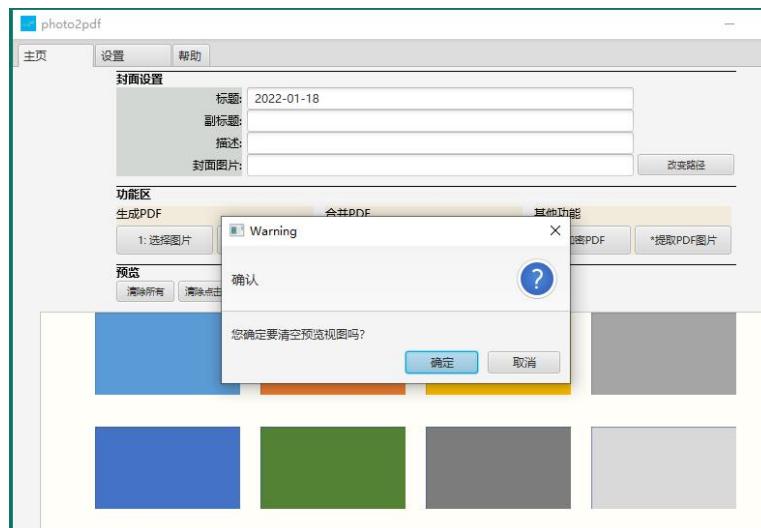 photo2pdf
主页 设置 帮助
封面设置
标题: 2022-01-18
副标题:
描述:
封面图片: 改变路径
功能区
生成PDF 合并PDF 其他功能
1: 选择图片 密PDF *提取PDF图片
预览
清除所有 清除点击
Warning
确认
您确定要清空预览视图吗?
确定 取消